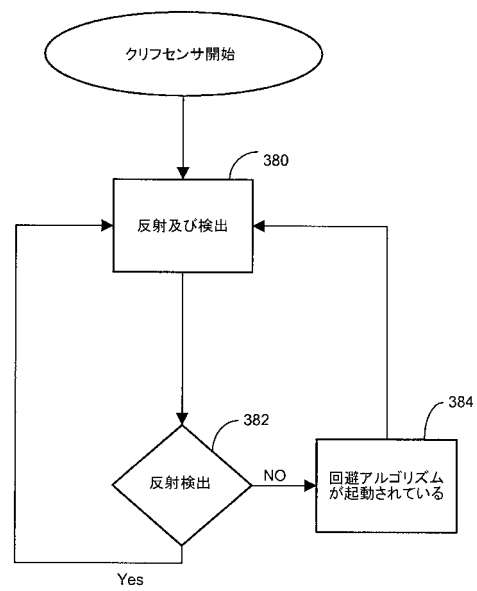 クリフセンサ開始
380
反射及び検出
382
384
反射検出
NO
回避アルゴリズム
が起動されている
Yes